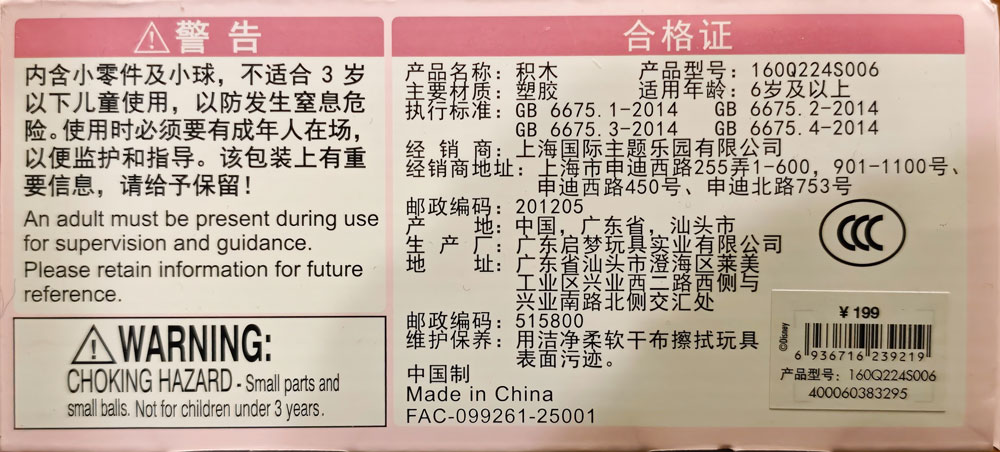 ⚠警告
内含小零件及小球，不适合 3 岁
以下儿童使用，以防发生窒息危
险。使用时必须要有成年人在场，
以便监护和指导。该包装上有重
要信息，请给予保留！
An adult must be present during use
for supervision and guidance.
Please retain information for future
reference.
⚠WARNING:
CHOKING HAZARD - Small parts and
small balls. Not for children under 3 years.
合格证
产品名称：积木 产品型号：160Q224S006
主要材质：塑胶 适用年龄：6岁及以上
执行标准：GB 6675.1-2014 GB 6675.2-2014
GB 6675.3-2014 GB 6675.4-2014
经销商：上海国际主题乐园有限公司
经销商地址：上海市申迪西路255弄1-600，901-1100号、
申迪西路450号、申迪北路753号
邮政编码：201205
产地：中国，广东省，汕头市
生产厂：广东启梦玩具实业有限公司
地址：广东省汕头市澄海区莱美
工业区兴业西二路西侧与
兴业南路北侧交汇处
邮政编码：515800
维护保养：用洁净柔软干布擦拭玩具
表面污迹。
中国制
Made in China
FAC-099261-25001
CCC
¥ 199
©Disney
6 936716 239219
产品型号：160Q224S006
400060383295